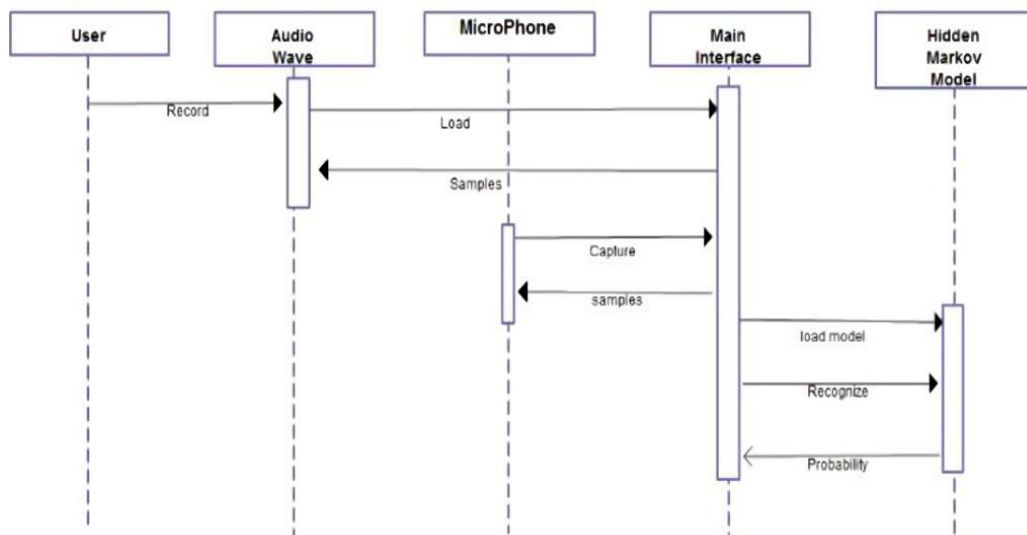 User
Audio
Wave
MicroPhone
Main
Interface
Hidden
Markov
Model
Record
Load
Samples
Capture
samples
load model
Recognize
Probability